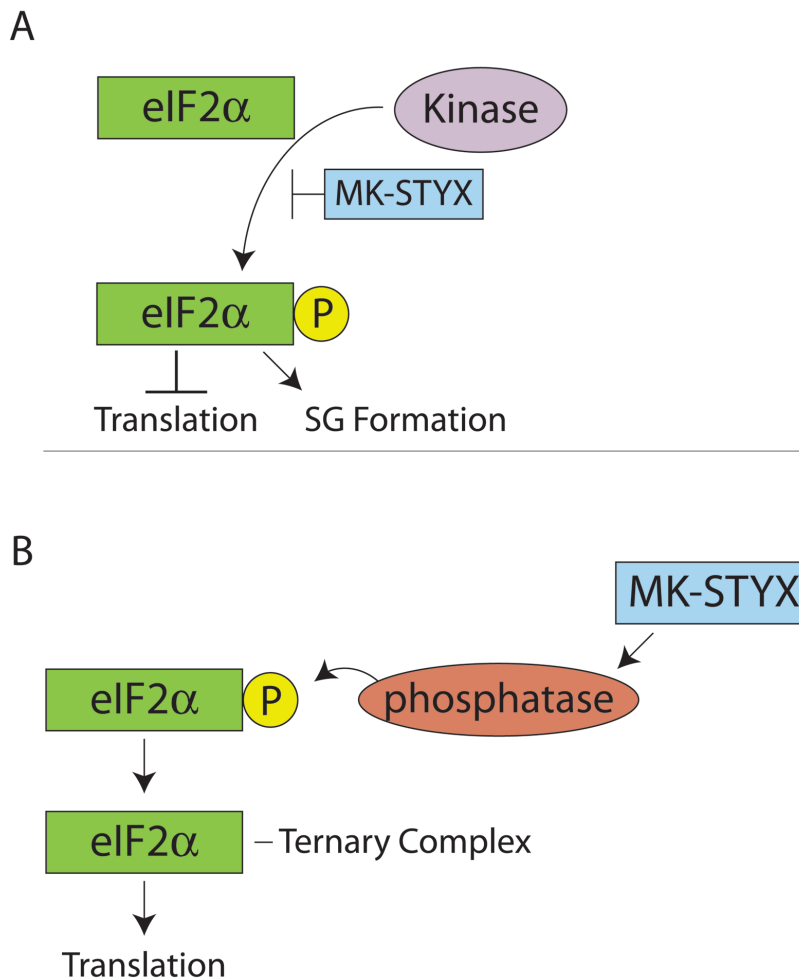 A
eIF2α
Kinase
MK-STYX
eIF2α
P
Translation
SG Formation
B
MK-STYX
eIF2α
P
phosphatase
eIF2α
– Ternary Complex
Translation